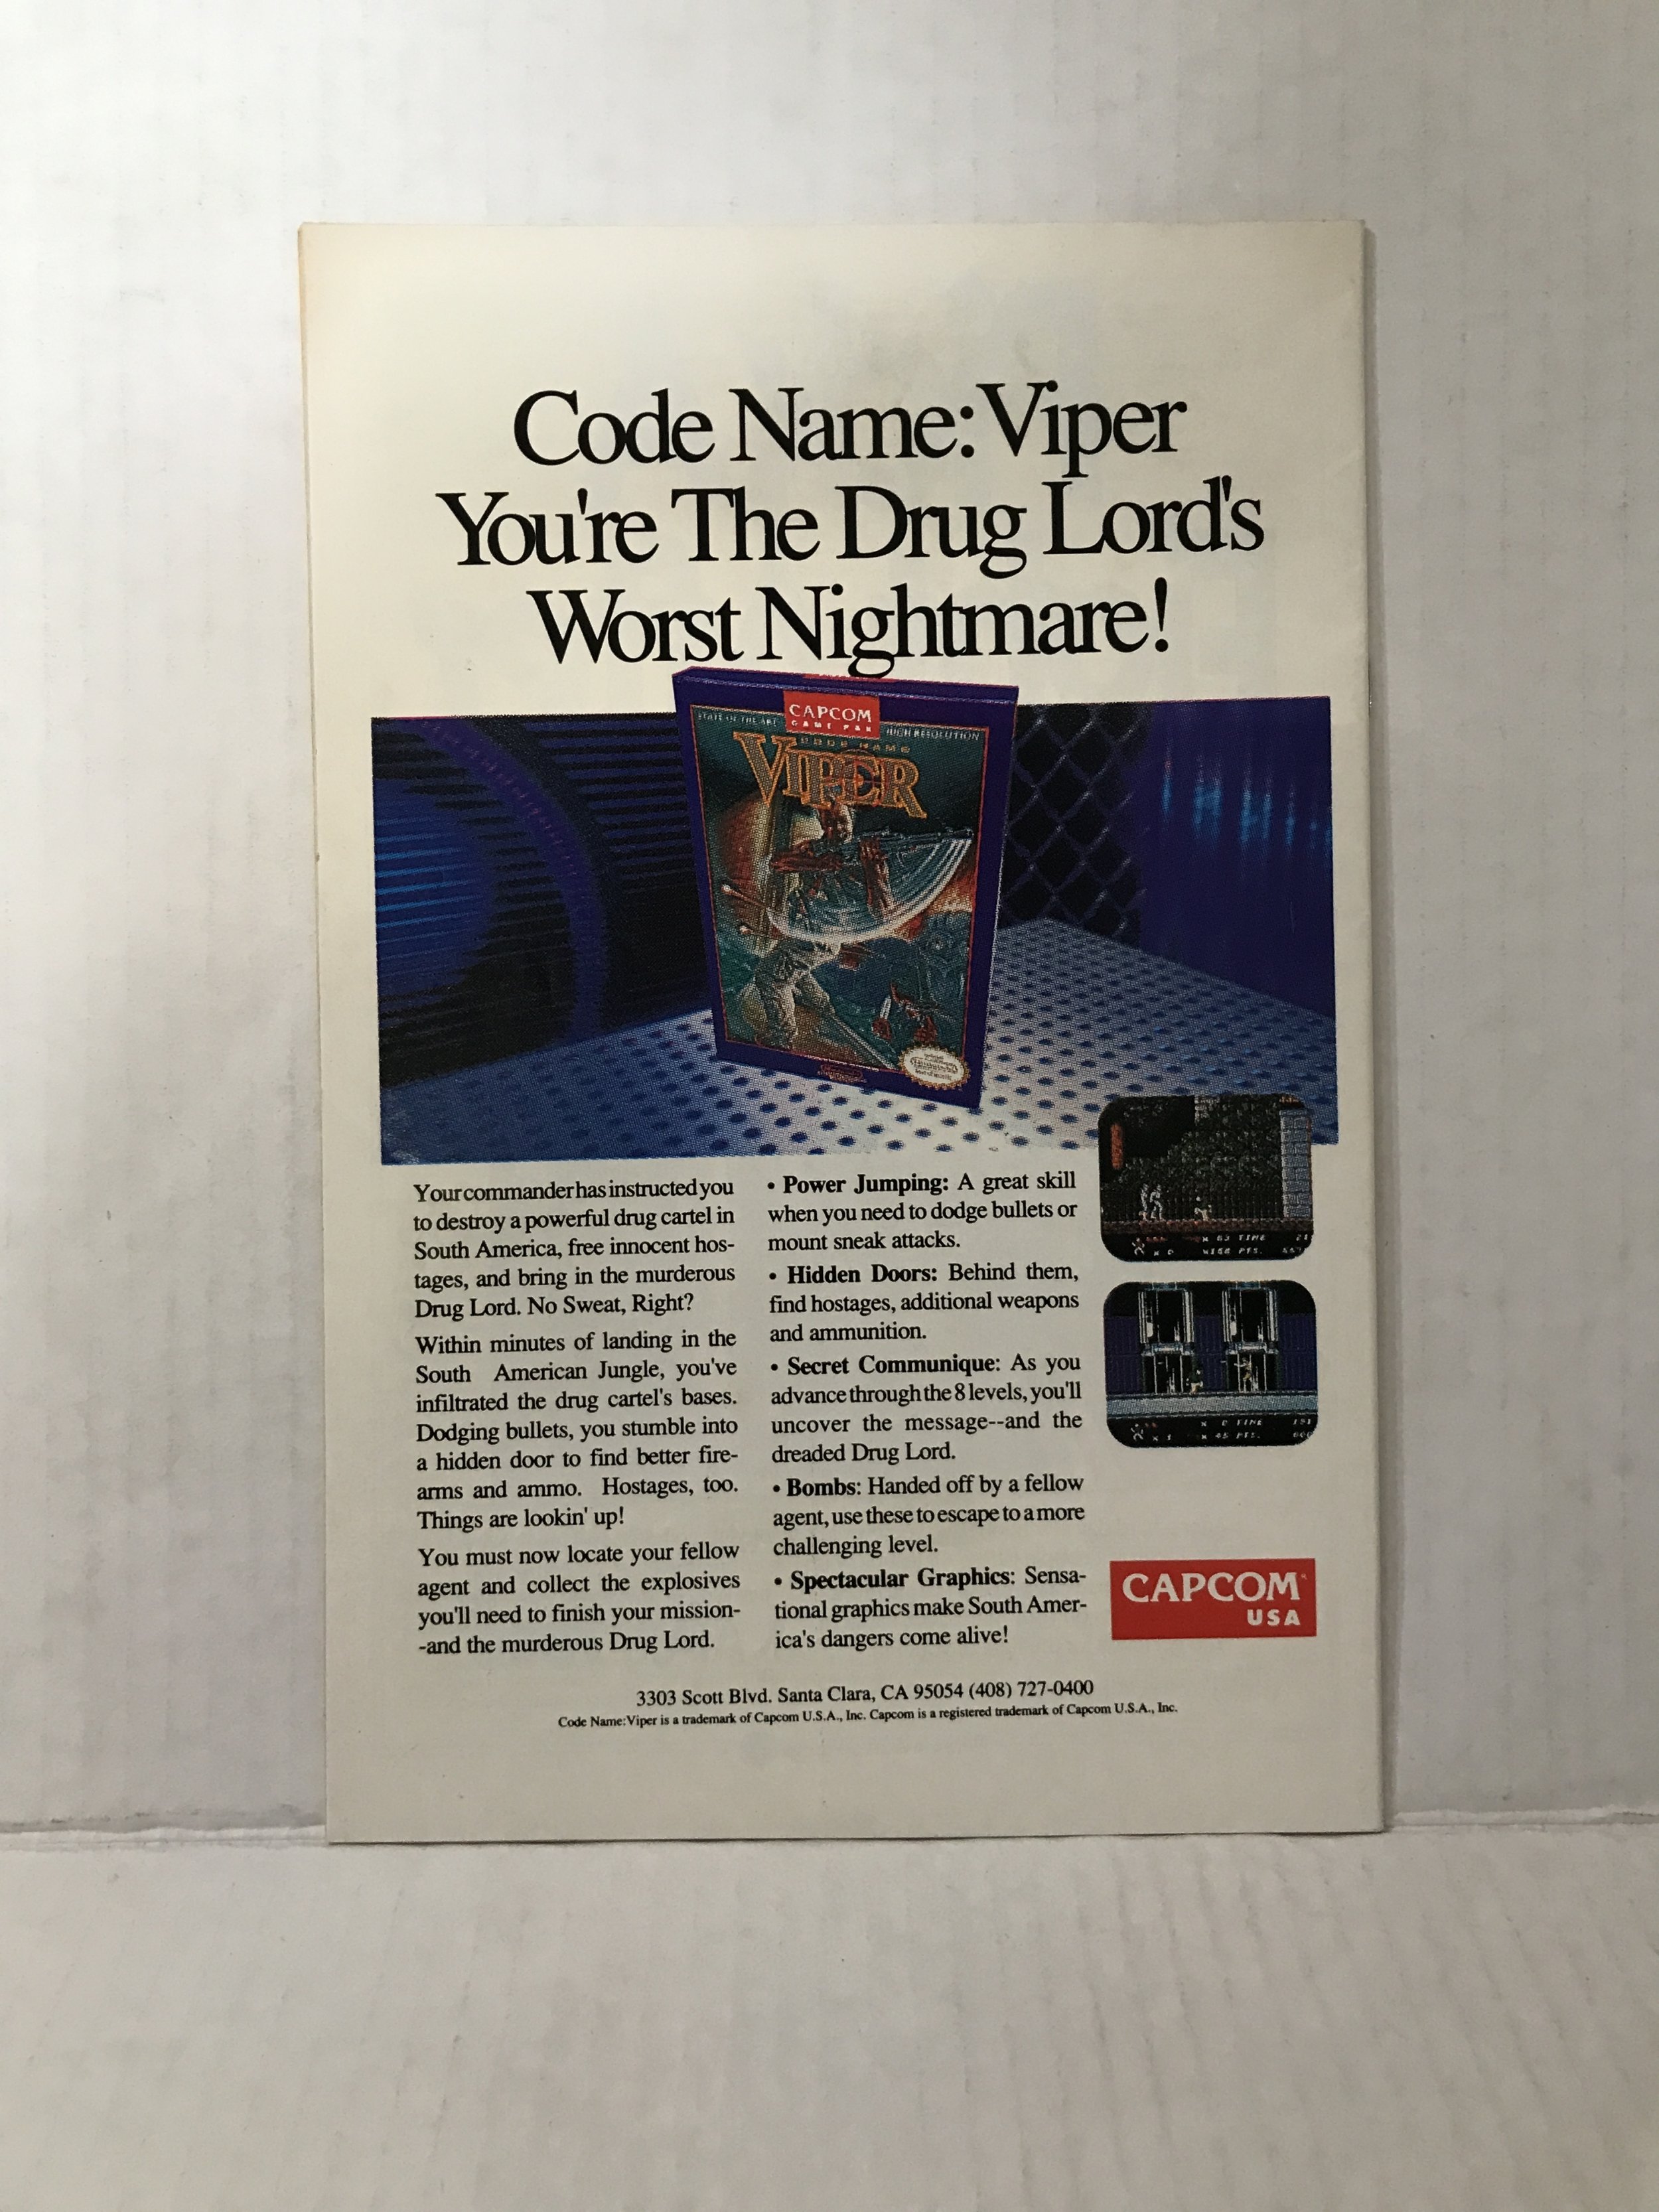 Code Name: Viper
You're The Drug Lord's
Worst Nightmare!
CAPCOM
GAME PAK
STATE OF THE ART
HIGH RESOLUTION
CODE NAME
VIPER
Your commander has instructed you
to destroy a powerful drug cartel in
South America, free innocent hos-
tages, and bring in the murderous
Drug Lord. No Sweat, Right?
Within minutes of landing in the
South American Jungle, you've
infiltrated the drug cartel's bases.
Dodging bullets, you stumble into
a hidden door to find better fire-
arms and ammo. Hostages, too.
Things are lookin' up!
You must now locate your fellow
agent and collect the explosives
you'll need to finish your mission-
-and the murderous Drug Lord.
• Power Jumping: A great skill
when you need to dodge bullets or
mount sneak attacks.
• Hidden Doors: Behind them,
find hostages, additional weapons
and ammunition.
• Secret Communique: As you
advance through the 8 levels, you'll
uncover the message--and the
dreaded Drug Lord.
• Bombs: Handed off by a fellow
agent, use these to escape to a more
challenging level.
• Spectacular Graphics: Sensa-
tional graphics make South Amer-
ica's dangers come alive!
TIME
PTS.
TIME
PTS.
CAPCOM
USA
3303 Scott Blvd. Santa Clara, CA 95054 (408) 727-0400
Code Name: Viper is a trademark of Capcom U.S.A., Inc. Capcom is a registered trademark of Capcom U.S.A., Inc.